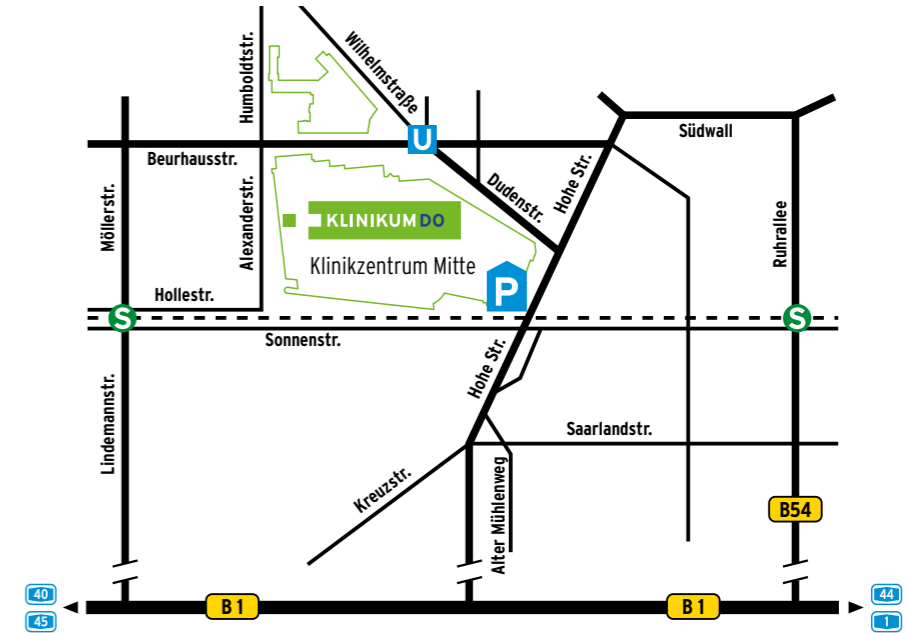 Humboldtstr.
Wilhelmstraße
Südwall
U
Beurhausstr.
Hohe Str.
Dudenstr.
Möllerstr.
Alexanderstr.
KLINIKUMDO
Ruhrallee
Klinikzentrum Mitte
P
Hollestr.
S
S
Sonnenstr.
Hohe Str.
Lindemannstr.
Saarlandstr.
Kreuzstr.
Alter Mühlenweg
B54
40
45
B 1
B 1
44
1